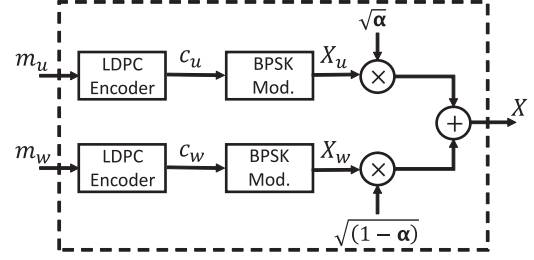 √α
m_u LDPC Encoder c_u BPSK Mod. X_u ×
+ X
m_w LDPC Encoder c_w BPSK Mod. X_w ×
√(1 − α)